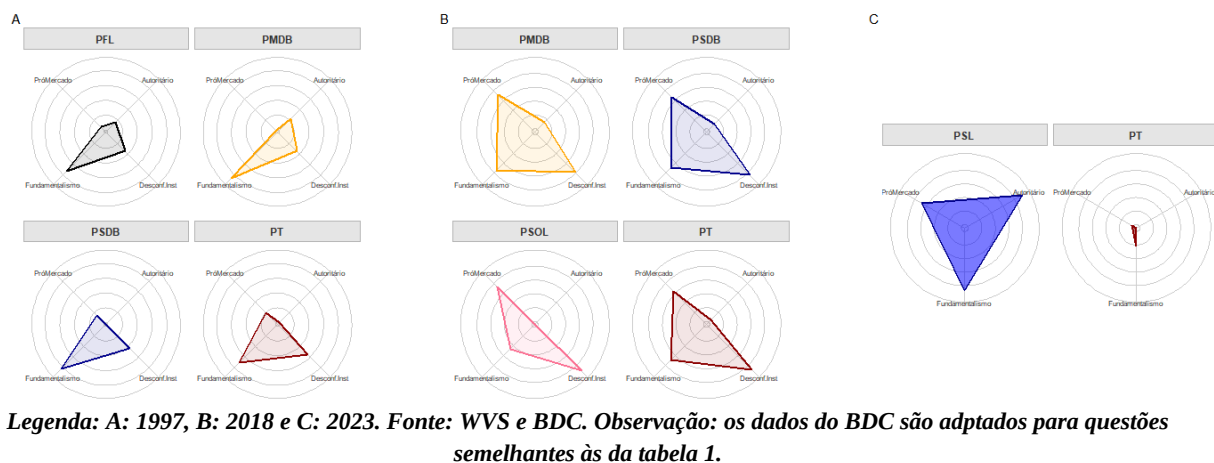 A
PFL
PróMercado
Autoritário
Fundamentalismo
Desconf.Inst
PMDB
PróMercado
Autoritário
Fundamentalismo
Desconf.Inst
PSDB
PróMercado
Autoritário
Fundamentalismo
Desconf.Inst
PT
PróMercado
Autoritário
Fundamentalismo
Desconf.Inst
B
PMDB
PróMercado
Autoritário
Fundamentalismo
Desconf.Inst
PSDB
PróMercado
Autoritário
Fundamentalismo
Desconf.Inst
PSOL
PróMercado
Autoritário
Fundamentalismo
Desconf.Inst
PT
PróMercado
Autoritário
Fundamentalismo
Desconf.Inst
C
PSL
PróMercado
Autoritário
Fundamentalismo
PT
PróMercado
Autoritário
Fundamentalismo
Legenda: A: 1997, B: 2018 e C: 2023. Fonte: WVS e BDC. Observação: os dados do BDC são adptados para questões
semelhantes às da tabela 1.